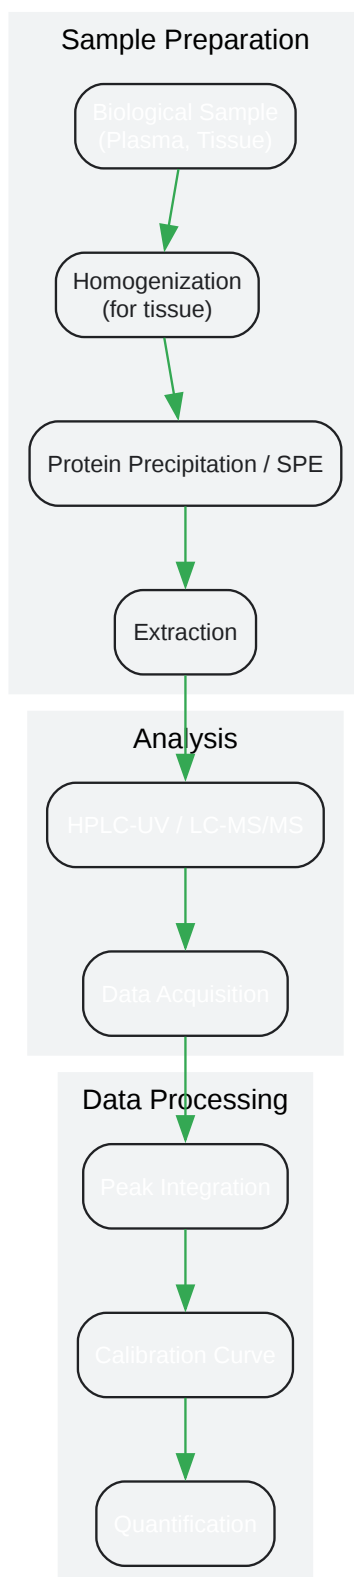 Sample Preparation
Biological Sample
(Plasma, Tissue)
Homogenization
(for tissue)
Protein Precipitation / SPE
Extraction
Analysis
HPLC-UV / LC-MS/MS
Data Acquisition
Data Processing
Peak Integration
Calibration Curve
Quantification